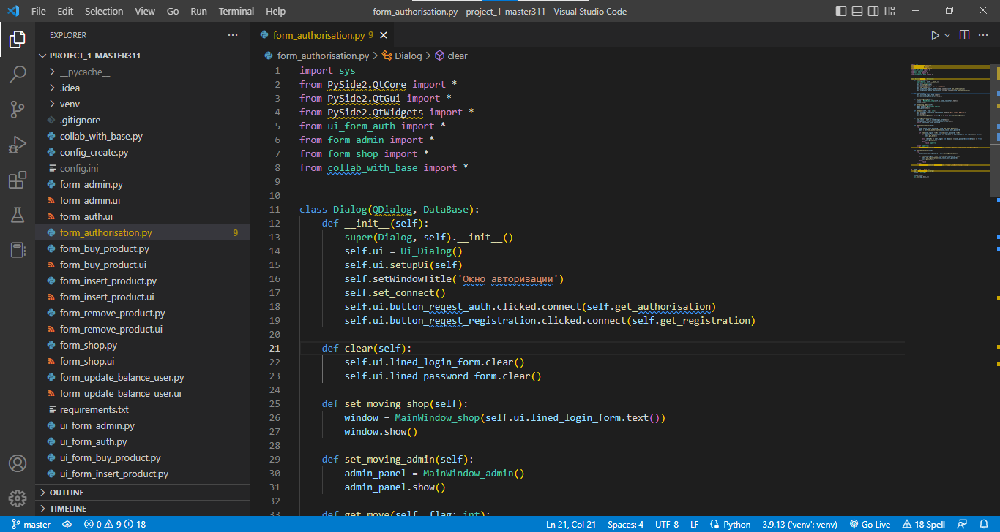 File Edit Selection View Go Run Terminal Help form_authorisation.py - project_1-master311 - Visual Studio Code
EXPLORER
PROJECT_1-MASTER311
__pycache__
.idea
venv
.gitignore
collab_with_base.py
config_create.py
config.ini
form_admin.py
form_admin.ui
form_auth.ui
form_authorisation.py 9
form_buy_product.py
form_buy_product.ui
form_insert_product.py
form_insert_product.ui
form_remove_product.py
form_remove_product.ui
form_shop.py
form_shop.ui
form_update_balance_user.py
form_update_balance_user.ui
requirements.txt
ui_form_admin.py
ui_form_auth.py
ui_form_buy_product.py
ui_form_insert_product.py
OUTLINE
TIMELINE
form_authorisation.py 9
form_authorisation.py > Dialog > clear
1 import sys
2 from PySide2.QtCore import *
3 from PySide2.QtGui import *
4 from PySide2.QtWidgets import *
5 from ui_form_auth import *
6 from form_admin import *
7 from form_shop import *
8 from collab_with_base import *
9
10
11 class Dialog(QDialog, DataBase):
12 def __init__(self):
13 super(Dialog, self).__init__()
14 self.ui = Ui_Dialog()
15 self.ui.setupUi(self)
16 self.setWindowTitle('Окно авторизации')
17 self.set_connect()
18 self.ui.button_reqest_auth.clicked.connect(self.get_authorisation)
19 self.ui.button_reqest_registration.clicked.connect(self.get_registration)
20
21 def clear(self):
22 self.ui.lined_login_form.clear()
23 self.ui.lined_password_form.clear()
24
25 def set_moving_shop(self):
26 window = MainWindow_shop(self.ui.lined_login_form.text())
27 window.show()
28
29 def set_moving_admin(self):
30 admin_panel = MainWindow_admin()
31 admin_panel.show()
32
33 def get_move(self, flag: int):
master 0 9 18 Ln 21, Col 21 Spaces: 4 UTF-8 LF Python 3.9.13 ('venv': venv) Go Live 18 Spell